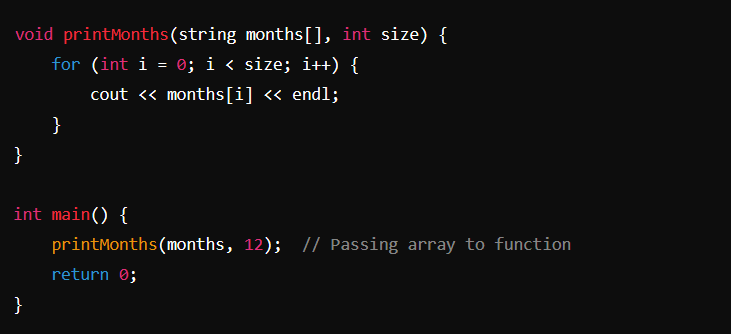 void printMonths(string months[], int size) {
    for (int i = 0; i < size; i++) {
        cout << months[i] << endl;
    }
}

int main() {
    printMonths(months, 12);  // Passing array to function
    return 0;
}